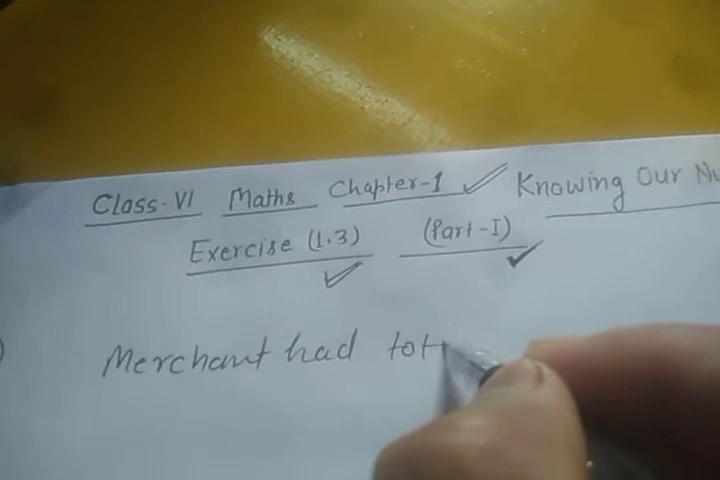 Class-VI Maths Chapter-1 Knowing Our
Exercise (1.3) (Part-I)
Merchant had